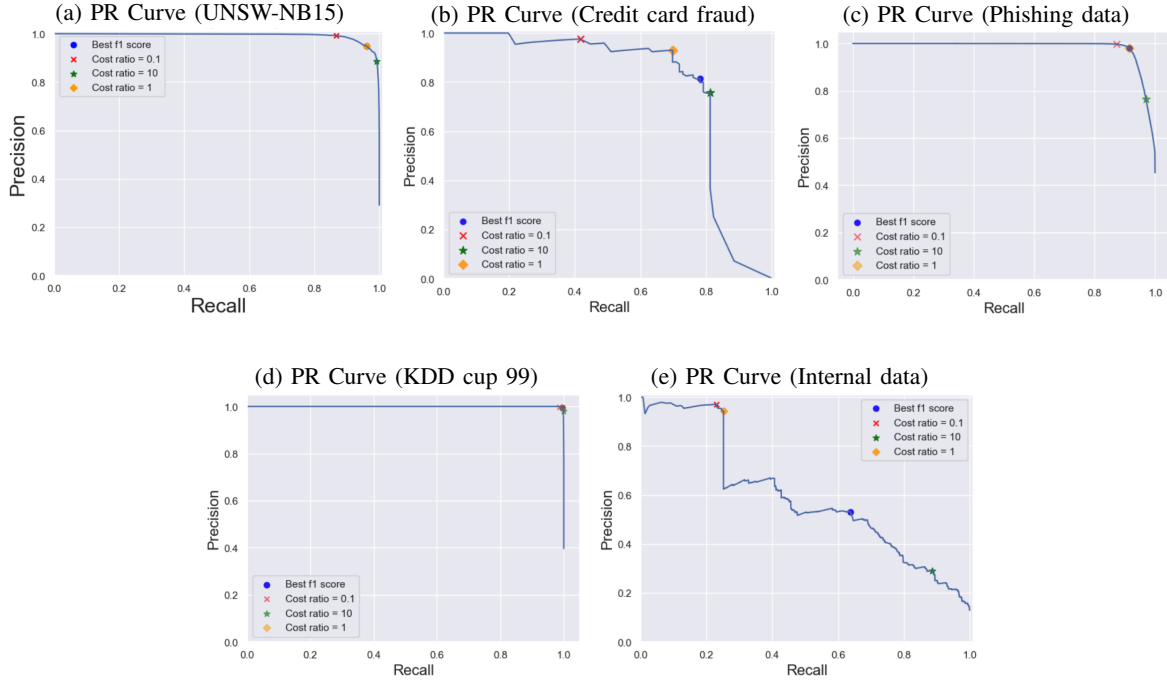 (a) PR Curve (UNSW-NB15)
1.0
0.8
0.6
0.4
0.2
0.0
Precision
Best f1 score
Cost ratio = 0.1
Cost ratio = 10
Cost ratio = 1
0.0 0.2 0.4 0.6 0.8 1.0
Recall
(b) PR Curve (Credit card fraud)
1.0
0.8
0.6
0.4
0.2
0.0
Precision
Best f1 score
Cost ratio = 0.1
Cost ratio = 10
Cost ratio = 1
0.0 0.2 0.4 0.6 0.8 1.0
Recall
(c) PR Curve (Phishing data)
1.0
0.8
0.6
0.4
0.2
0.0
Precision
Best f1 score
Cost ratio = 0.1
Cost ratio = 10
Cost ratio = 1
0.0 0.2 0.4 0.6 0.8 1.0
Recall
(d) PR Curve (KDD cup 99)
1.0
0.8
0.6
0.4
0.2
0.0
Precision
Best f1 score
Cost ratio = 0.1
Cost ratio = 10
Cost ratio = 1
0.0 0.2 0.4 0.6 0.8 1.0
Recall
(e) PR Curve (Internal data)
1.0
0.8
0.6
0.4
0.2
0.0
Precision
Best f1 score
Cost ratio = 0.1
Cost ratio = 10
Cost ratio = 1
0.0 0.2 0.4 0.6 0.8 1.0
Recall